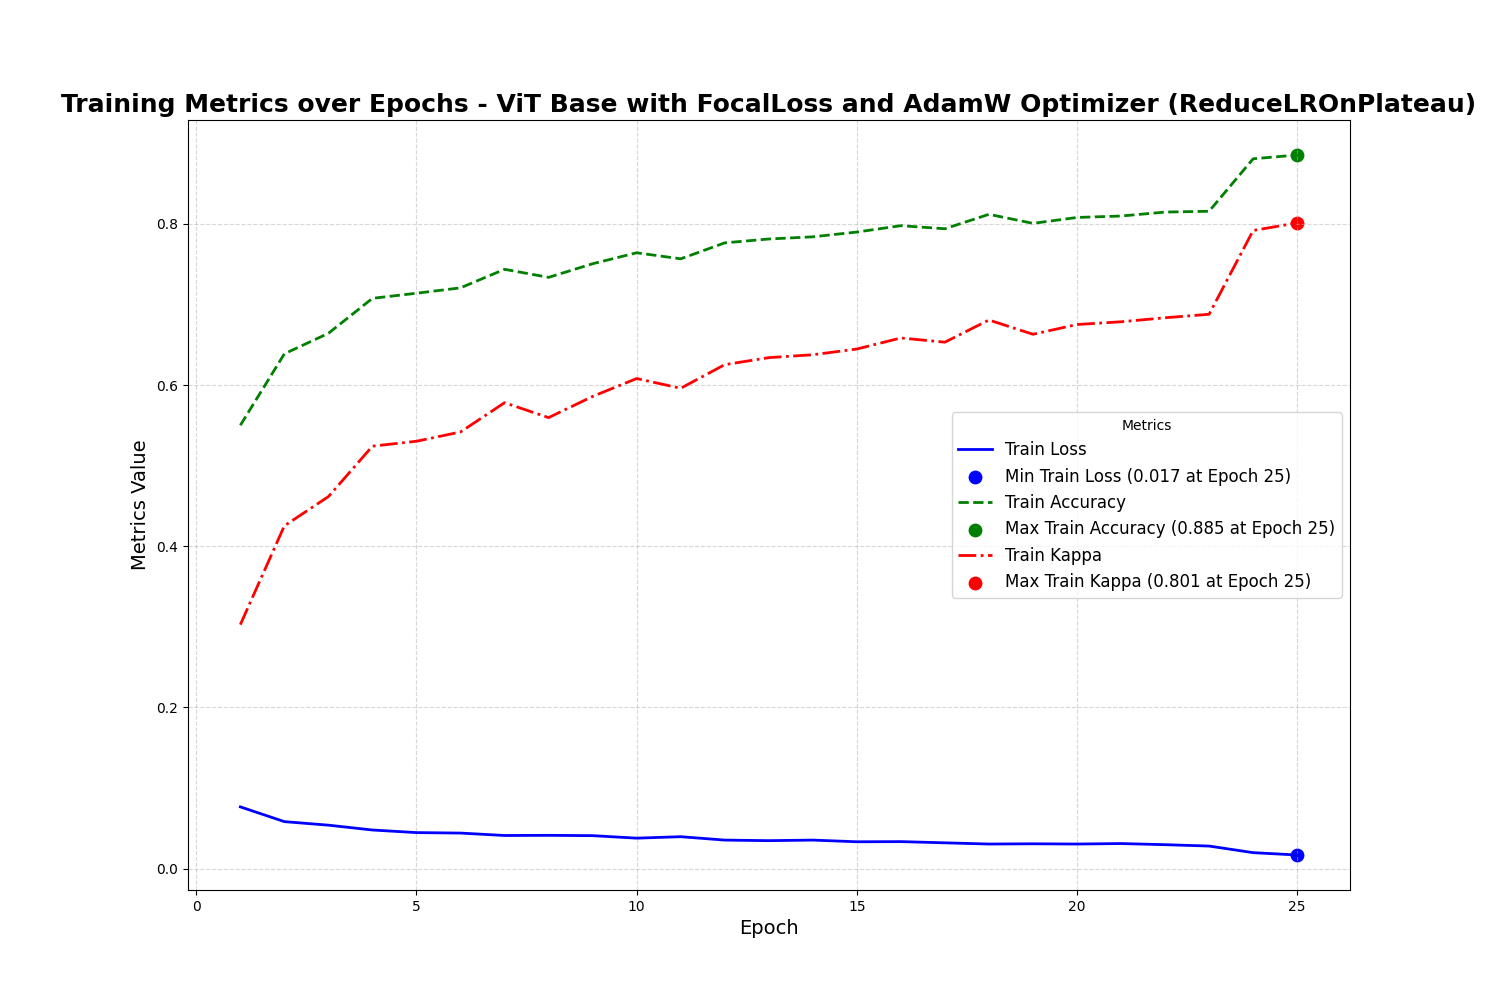 Training Metrics over Epochs - ViT Base with FocalLoss and AdamW Optimizer (ReduceLROnPlateau)
Metrics Value
0.8
0.6
0.4
0.2
0.0
Metrics
Train Loss
Min Train Loss (0.017 at Epoch 25)
Train Accuracy
Max Train Accuracy (0.885 at Epoch 25)
Train Kappa
Max Train Kappa (0.801 at Epoch 25)
0 5 10 15 20 25
Epoch